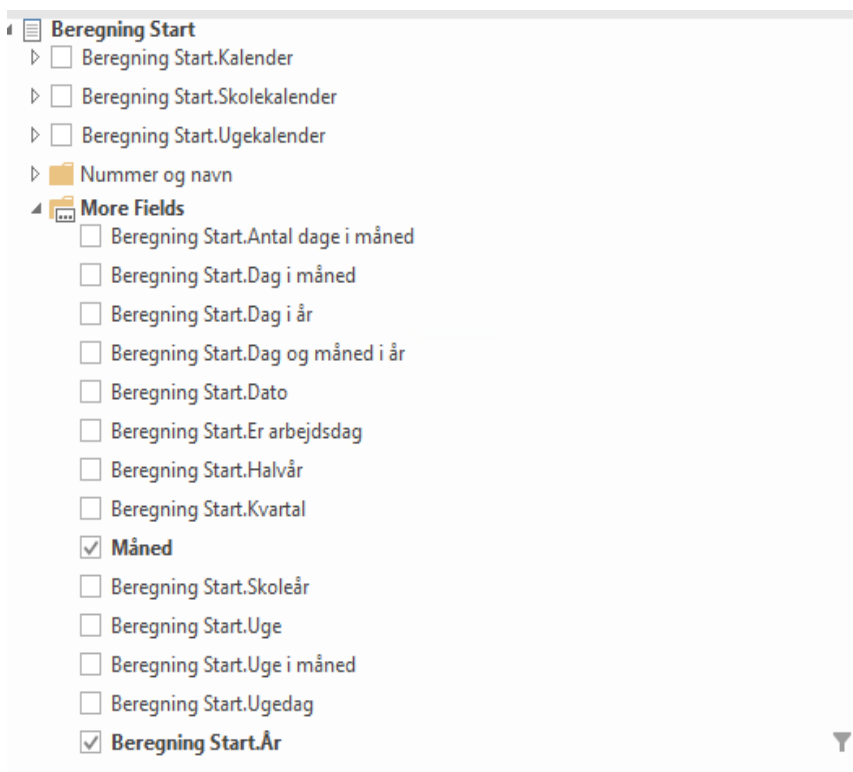 Beregning Start
Beregning Start.Kalender
Beregning Start.Skolekalender
Beregning Start.Ugekalender
Nummer og navn
More Fields
Beregning Start.Antal dage i måned
Beregning Start.Dag i måned
Beregning Start.Dag i år
Beregning Start.Dag og måned i år
Beregning Start.Dato
Beregning Start.Er arbejdsdag
Beregning Start.Halvår
Beregning Start.Kvartal
Måned
Beregning Start.Skoleår
Beregning Start.Uge
Beregning Start.Uge i måned
Beregning Start.Ugedag
Beregning Start.År